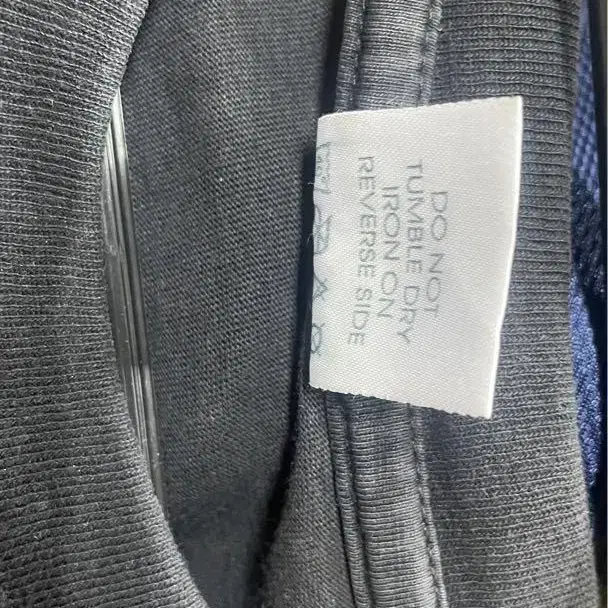 DO NOT
TUMBLE DRY
IRON ON
REVERSE SIDE